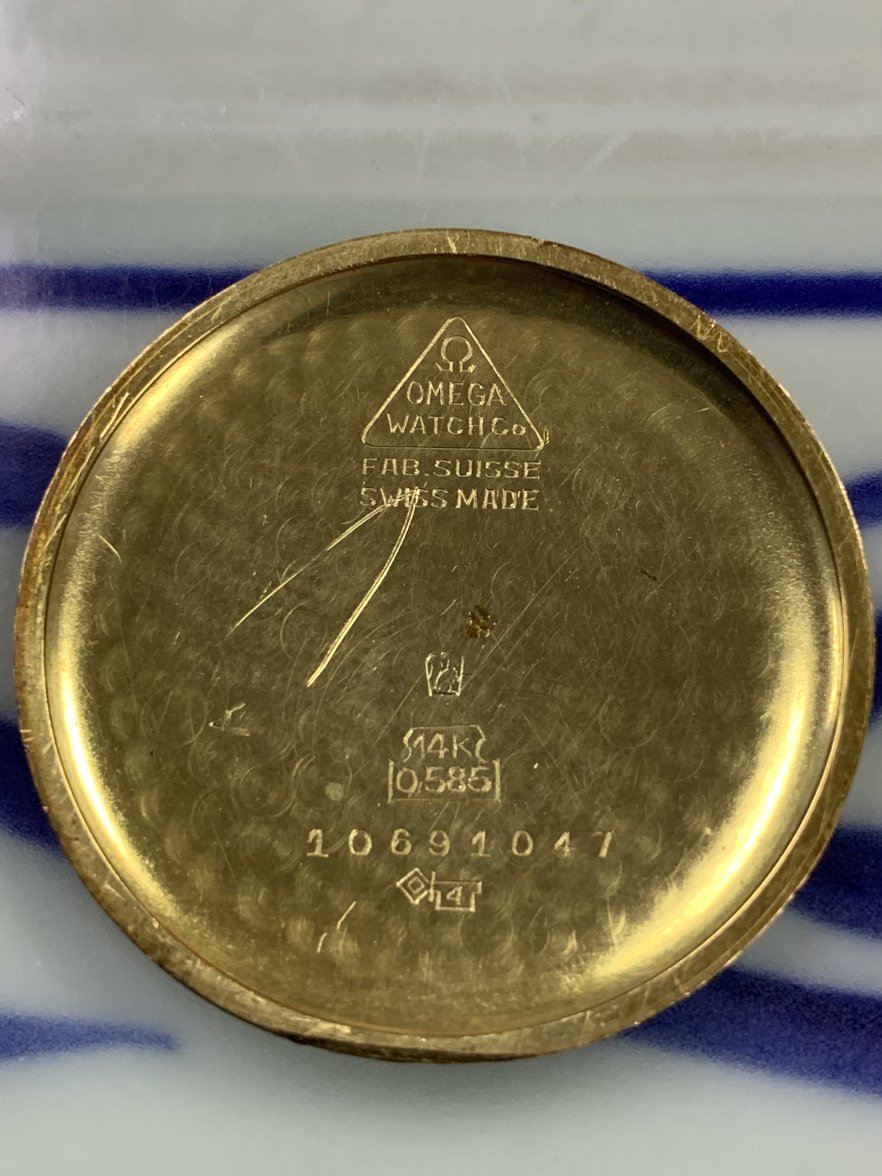 Ω
OMEGA
WATCH Co
FAB. SUISSE
SWISS MADE
14K
0,585
10691047
4